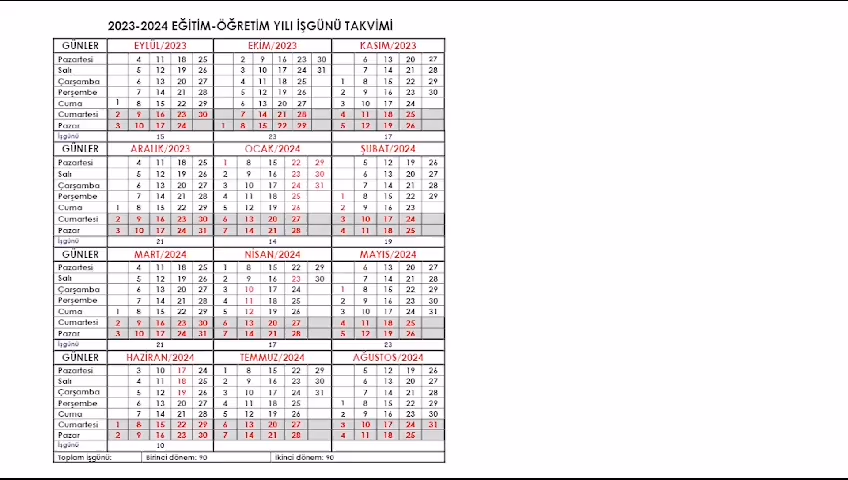 2023-2024 EĞİTİM-ÖĞRETİM YILI İŞGÜNÜ TAKVİMİ
GÜNLER EYLÜL/2023 EKİM/2023 KASIM/2023
Pazartesi 4 11 18 25 2 9 16 23 30 6 13 20 27
Salı 5 12 19 26 3 10 17 24 31 7 14 21 28
Çarşamba 6 13 20 27 4 11 18 25 1 8 15 22 29
Perşembe 7 14 21 28 5 12 19 26 2 9 16 23 30
Cuma 1 8 15 22 29 6 13 20 27 3 10 17 24
Cumartesi 2 9 16 23 30 7 14 21 28 4 11 18 25
Pazar 3 10 17 24 1 8 15 22 29 5 12 19 26
İşgünü 15 23 17
GÜNLER ARALIK/2023 OCAK/2024 ŞUBAT/2024
Pazartesi 4 11 18 25 1 8 15 22 29 5 12 19 26
Salı 5 12 19 26 2 9 16 23 30 6 13 20 27
Çarşamba 6 13 20 27 3 10 17 24 31 7 14 21 28
Perşembe 7 14 21 28 4 11 18 25 1 8 15 22 29
Cuma 1 8 15 22 29 5 12 19 26 2 9 16 23
Cumartesi 2 9 16 23 30 6 13 20 27 3 10 17 24
Pazar 3 10 17 24 31 7 14 21 28 4 11 18 25
İşgünü 21 14 19
GÜNLER MART/2024 NİSAN/2024 MAYIS/2024
Pazartesi 4 11 18 25 1 8 15 22 29 6 13 20 27
Salı 5 12 19 26 2 9 16 23 30 7 14 21 28
Çarşamba 6 13 20 27 3 10 17 24 1 8 15 22 29
Perşembe 7 14 21 28 4 11 18 25 2 9 16 23 30
Cuma 1 8 15 22 29 5 12 19 26 3 10 17 24 31
Cumartesi 2 9 16 23 30 6 13 20 27 4 11 18 25
Pazar 3 10 17 24 31 7 14 21 28 5 12 19 26
İşgünü 21 17 23
GÜNLER HAZİRAN/2024 TEMMUZ/2024 AĞUSTOS/2024
Pazartesi 3 10 17 24 1 8 15 22 29 5 12 19 26
Salı 4 11 18 25 2 9 16 23 30 6 13 20 27
Çarşamba 5 12 19 26 3 10 17 24 31 7 14 21 28
Perşembe 6 13 20 27 4 11 18 25 1 8 15 22 29
Cuma 7 14 21 28 5 12 19 26 2 9 16 23 30
Cumartesi 1 8 15 22 29 6 13 20 27 3 10 17 24 31
Pazar 2 9 16 23 30 7 14 21 28 4 11 18 25
İşgünü 10
Toplam işgünü: Birinci dönem: 90 İkinci dönem: 90